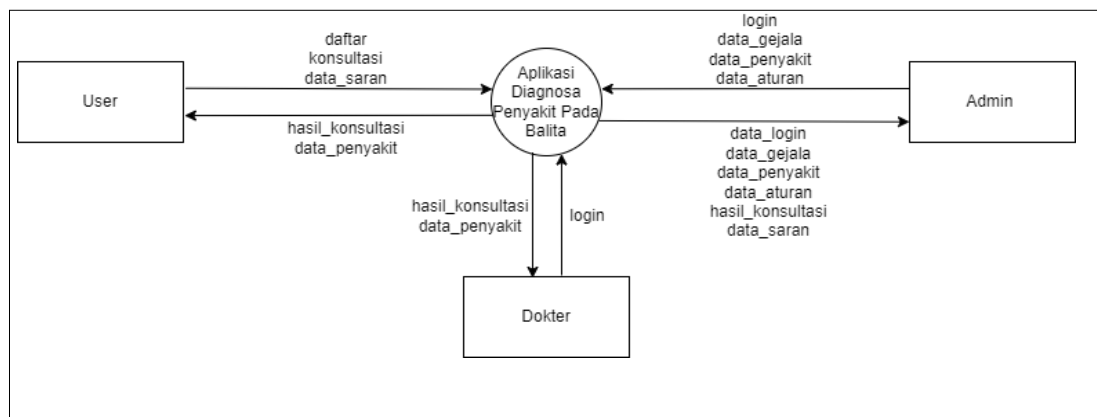 User
daftar
konsultasi
data_saran
hasil_konsultasi
data_penyakit
Aplikasi
Diagnosa
Penyakit Pada
Balita
login
data_gejala
data_penyakit
data_aturan
Admin
data_login
data_gejala
data_penyakit
data_aturan
hasil_konsultasi
data_saran
hasil_konsultasi
data_penyakit
login
Dokter